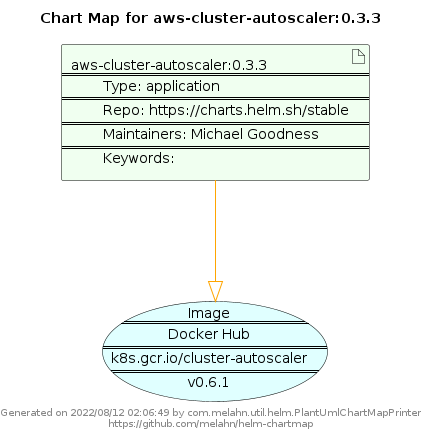 Chart Map for aws-cluster-autoscaler:0.3.3
aws-cluster-autoscaler:0.3.3
Type: application
Repo: https://charts.helm.sh/stable
Maintainers: Michael Goodness
Keywords:
Image
Docker Hub
k8s.gcr.io/cluster-autoscaler
v0.6.1
Generated on 2022/08/12 02:06:49 by com.melahn.util.helm.PlantUmlChartMapPrinter
https://github.com/melahn/helm-chartmap